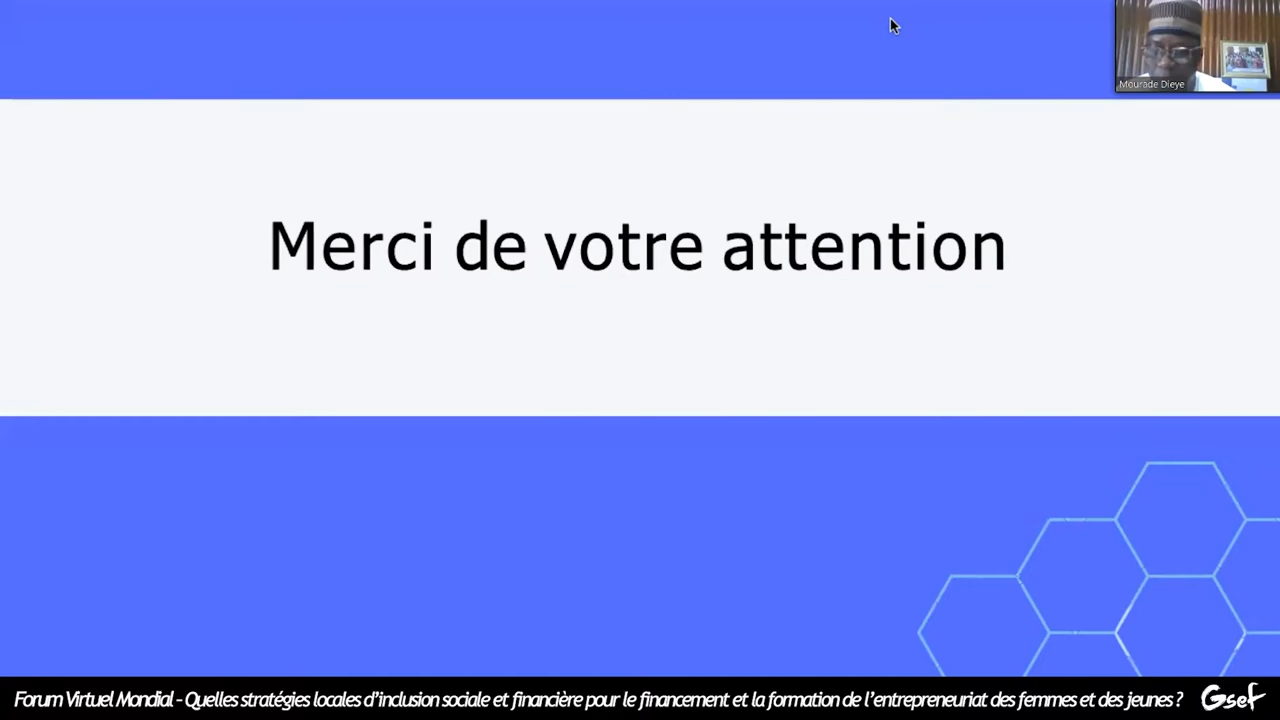 Mourade Dieye
Merci de votre attention
Forum Virtuel Mondial - Quelles stratégies locales d'inclusion sociale et financière pour le financement et la formation de l'entrepreneuriat des femmes et des jeunes ? Gsef